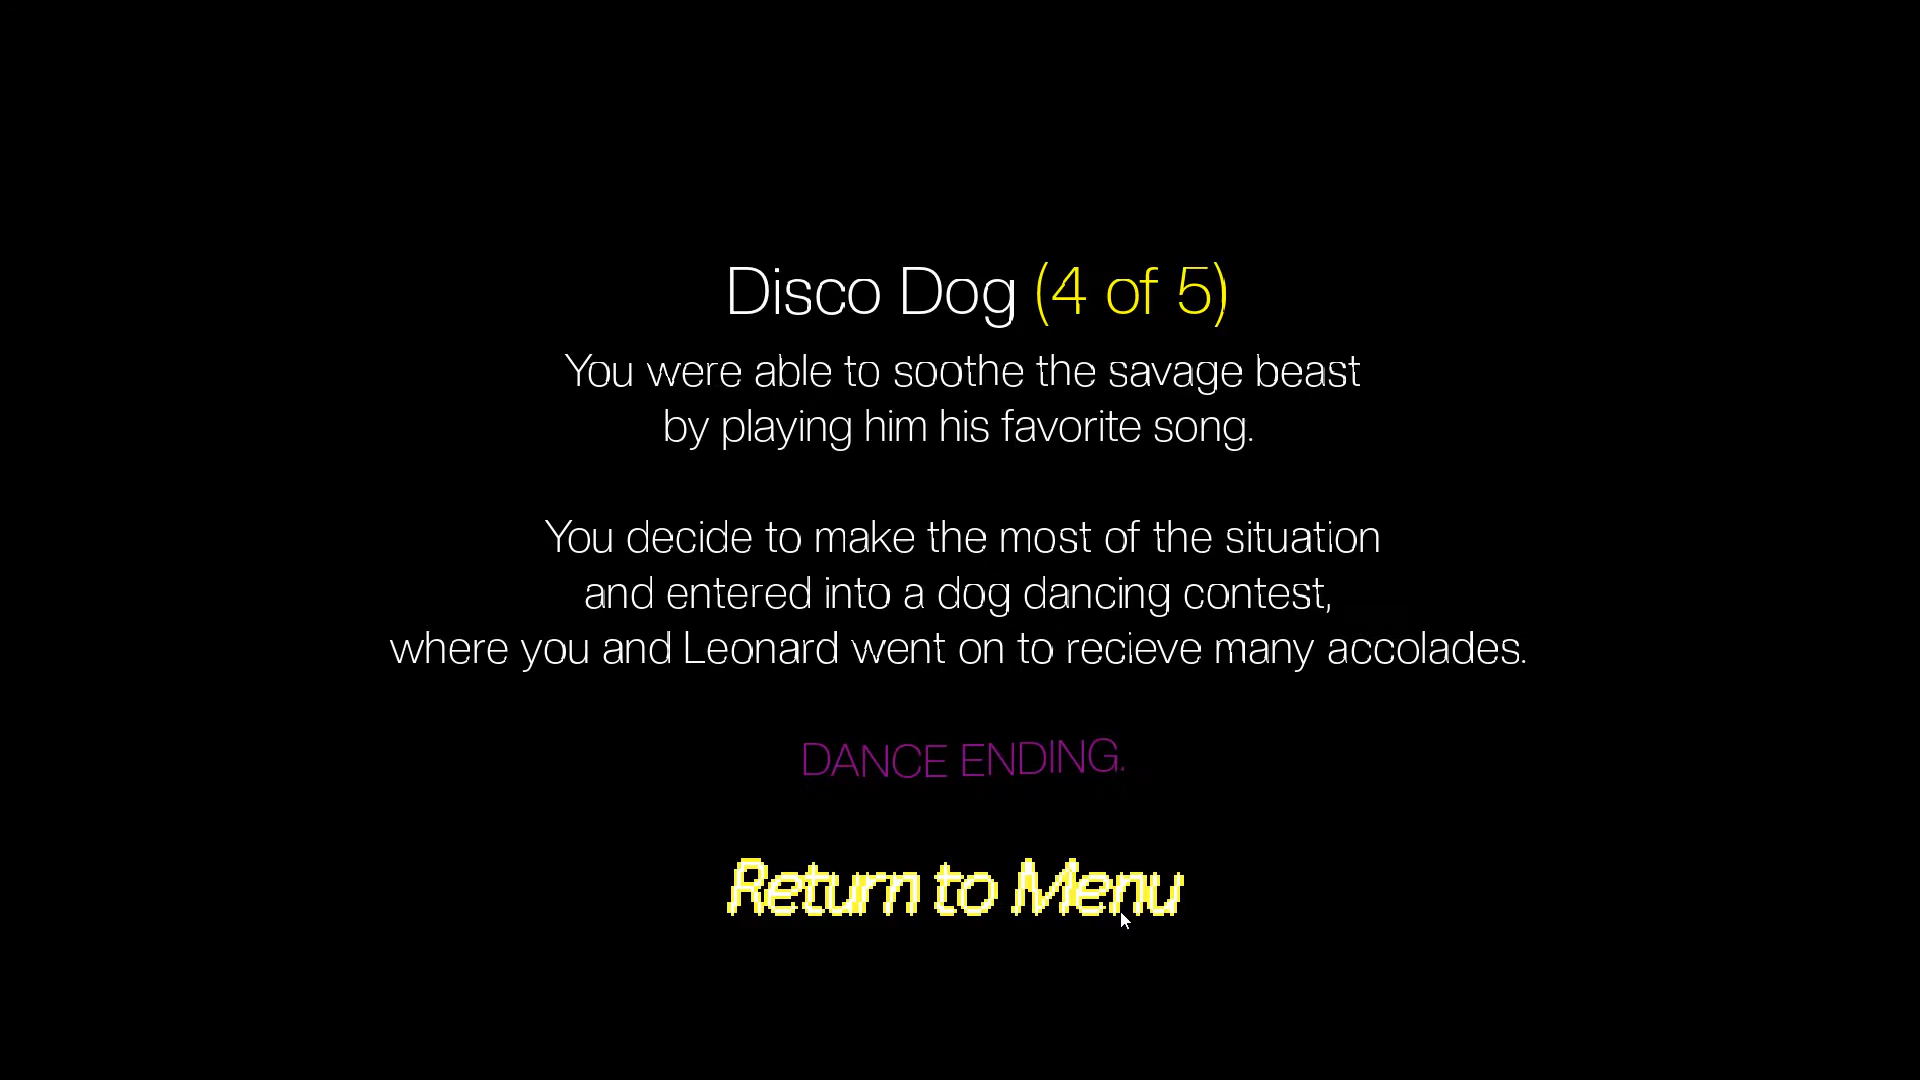 Disco Dog (4 of 5)
You were able to soothe the savage beast
by playing him his favorite song.
You decide to make the most of the situation
and entered into a dog dancing contest,
where you and Leonard went on to recieve many accolades.
DANCE ENDING.
Return to Menu